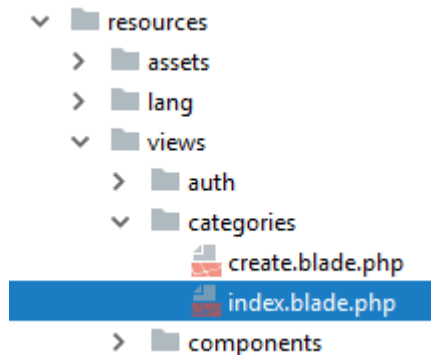 resources
assets
lang
views
auth
categories
create.blade.php
index.blade.php
components